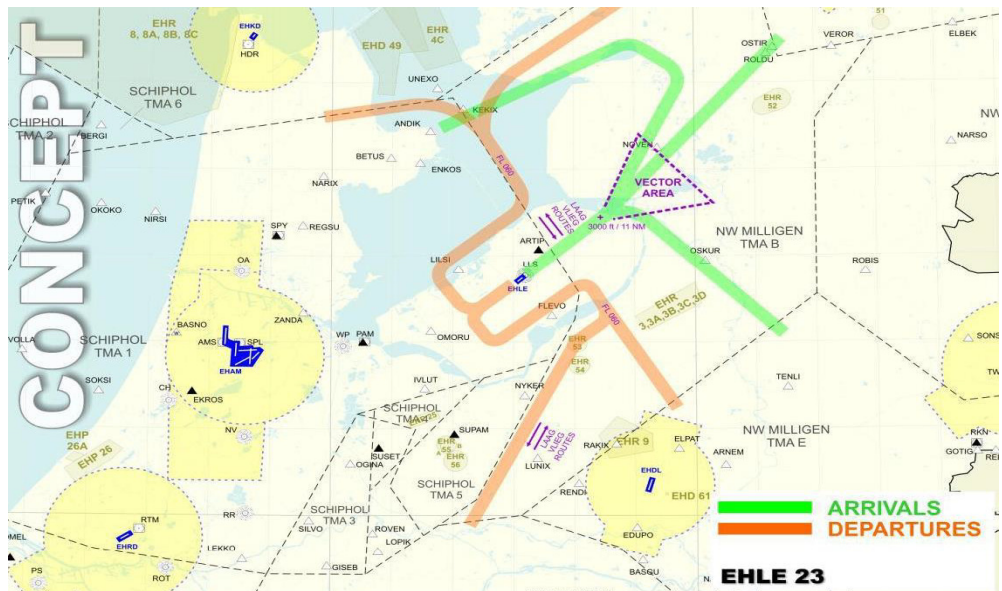 CONCEPT
EHR
8, 8A, 8B, 8C
EHKD
HDR
EHD 49
EHR
4C
UNEXO
KEKIX
ANDIK
BETUS
ENKOS
NARIX
SCHIPHOL
TMA 6
SCHIPHOL
TMA 2
BERGI
PETIK
OKOKO
NIRSI
SPY
REGSU
OA
FL 060
OSTIR
ROLDU
VEROR
ELBEK
51
EHR
52
NARSO
NW
NOVEN
VECTOR
AREA
3000 ft / 11 NM
LAAG
VLIEG
ROUTES
ARTIP
LLS
EHLE
LILSI
OSKUR
NW MILLIGEN
TMA B
ROBIS
EHR
3,3A,3B,3C,3D
FLEVO
FL 060
OMORU
ZANDA
WP
PAM
BASNO
VOLLA
SCHIPHOL
TMA 1
AMS
SPL
EHAM
SOKSI
CH
EKROS
NV
EHP
26A
EHP 26
EHR
53
EHR
54
NYKER
IVLUT
SCHIPHOL
TMA 4
SUPAM
SUSET
OGINA
EHR
55
A
B
EHR
56
SCHIPHOL
TMA 5
LUNIX
LAAG
VLIEG
ROUTES
RENDI
RAKIK
EHR 9
ELPAT
ARNEM
EHDL
EHD 61
EDUPO
BASGU
TENLI
NW MILLIGEN
TMA E
SONS
TW
RKN
GOTIG
SCHIPHOL
TMA 3
SILVO
ROVEN
LOPIK
GISEB
RR
LEKKO
RTM
EHRD
ROT
PS
OMEL
ARRIVALS
DEPARTURES
EHLE 23